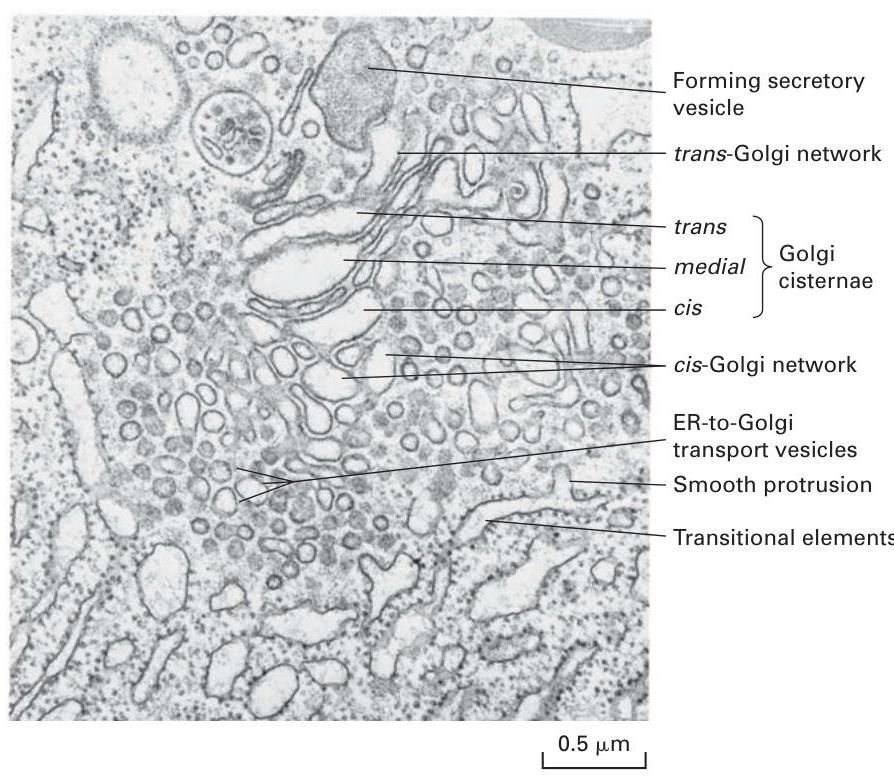 Forming secretory
vesicle
trans-Golgi network
trans
medial
cis
Golgi
cisternae
cis-Golgi network
ER-to-Golgi
transport vesicles
Smooth protrusion
Transitional elements
0.5 μm